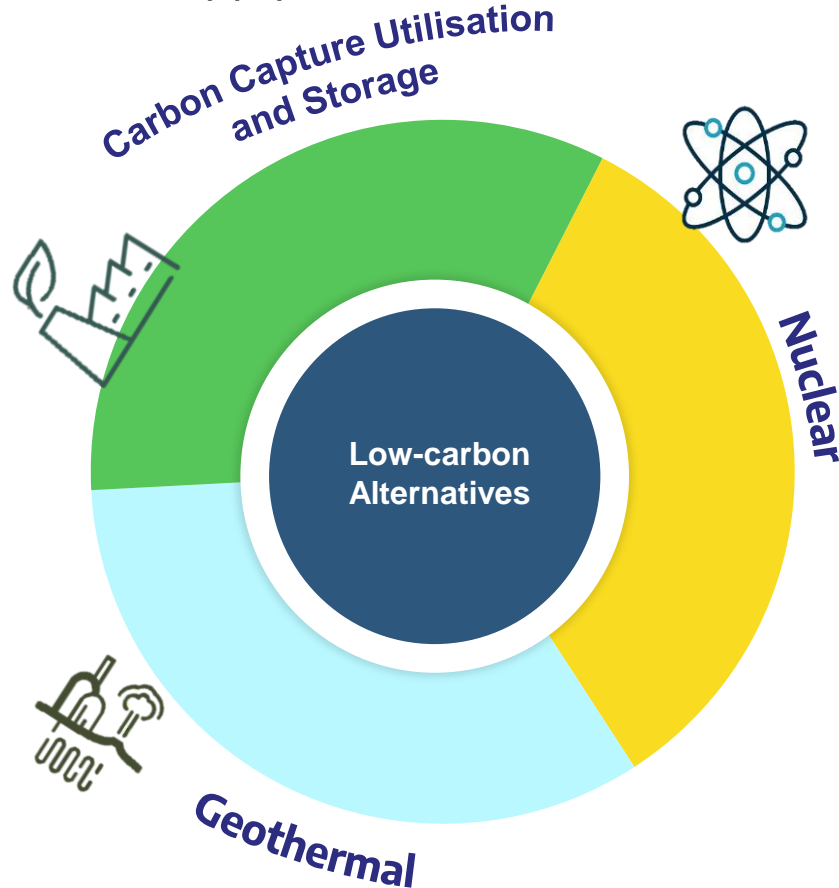 Carbon Capture Utilisation
and Storage
Nuclear
Low-carbon
Alternatives
Geothermal